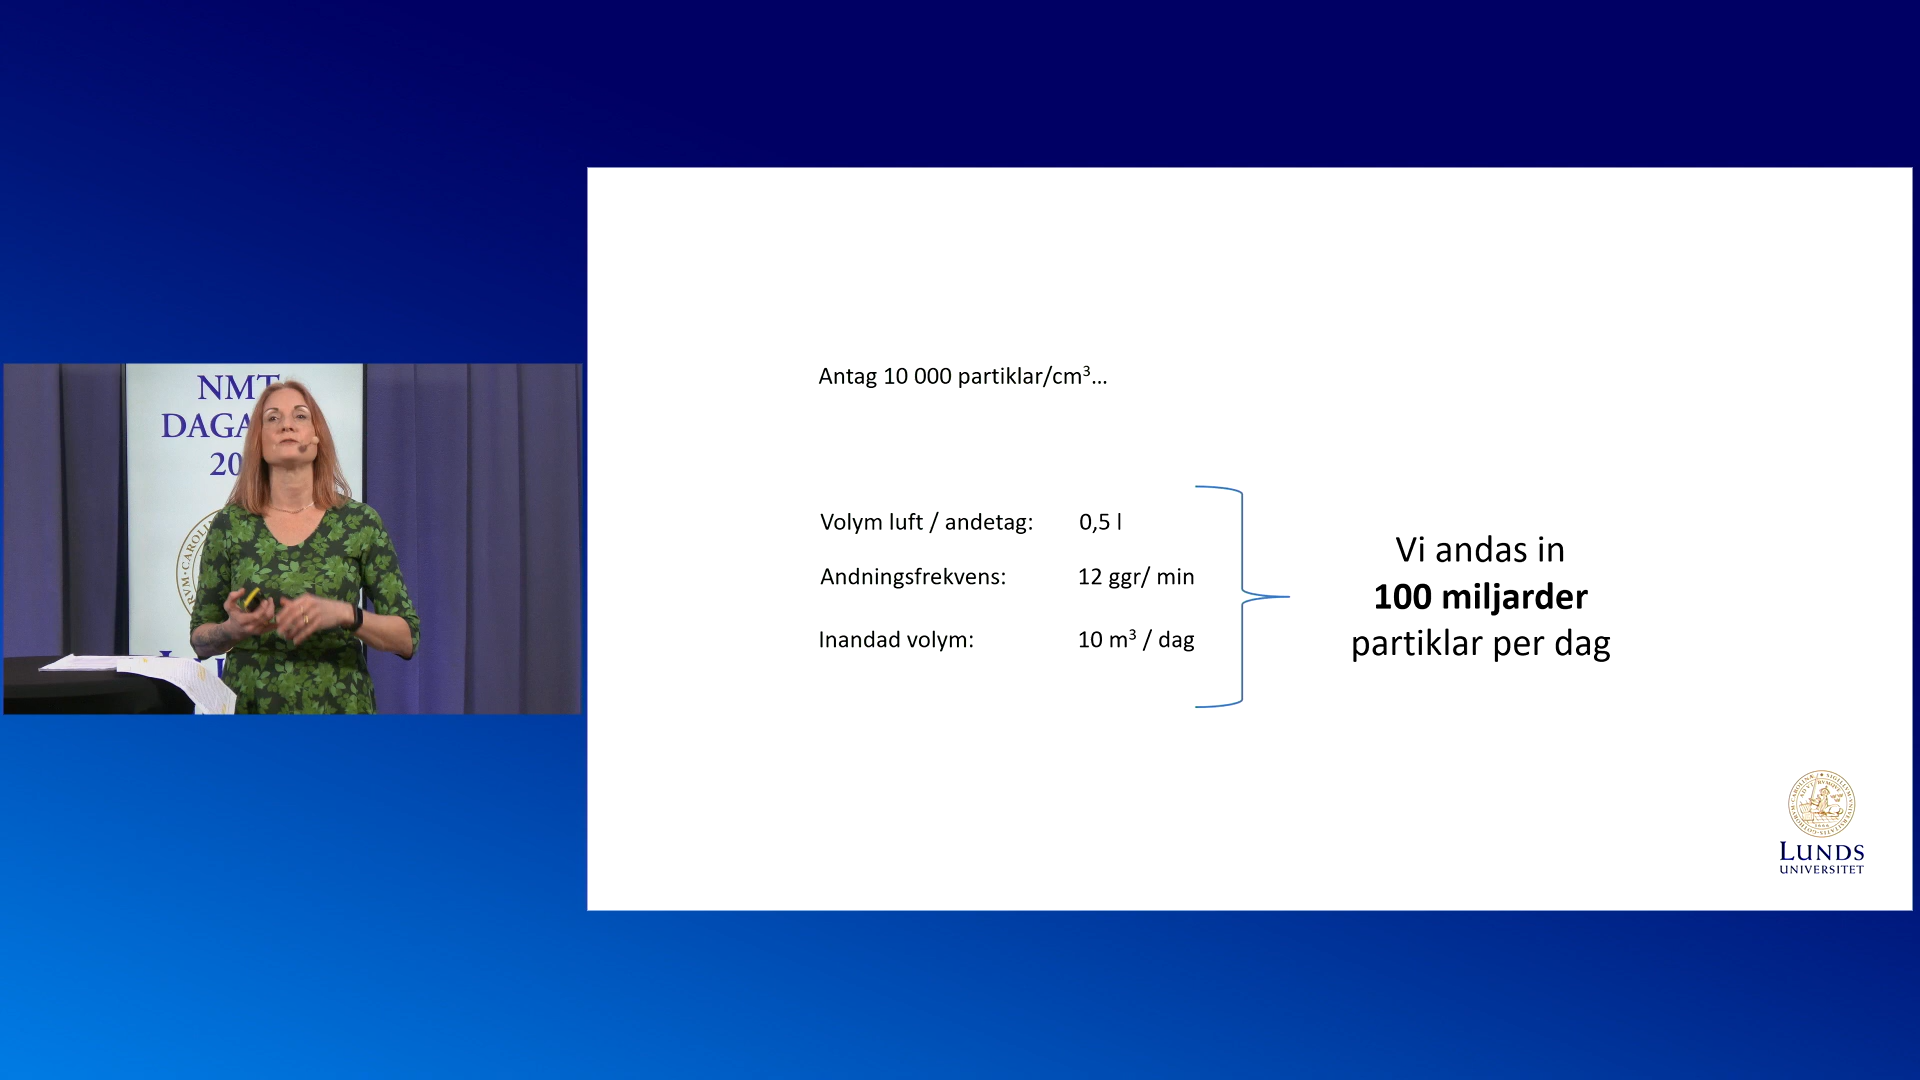 NMT
DAGA
20
Antag 10 000 partiklar/cm³...
Volym luft / andetag: 0,5 l
Andningsfrekvens: 12 ggr/ min
Inandad volym: 10 m³ / dag
Vi andas in
100 miljarder
partiklar per dag
LUNDS
UNIVERSITET